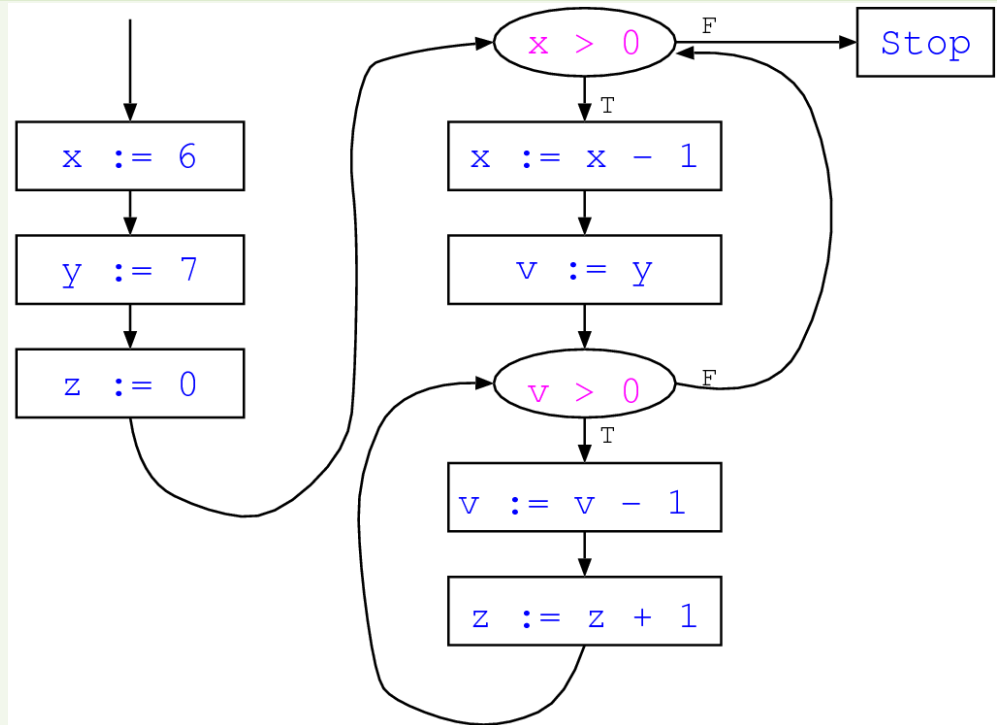 x := 6
y := 7
z := 0
x > 0
F
Stop
T
x := x - 1
v := y
v > 0
F
T
v := v - 1
z := z + 1